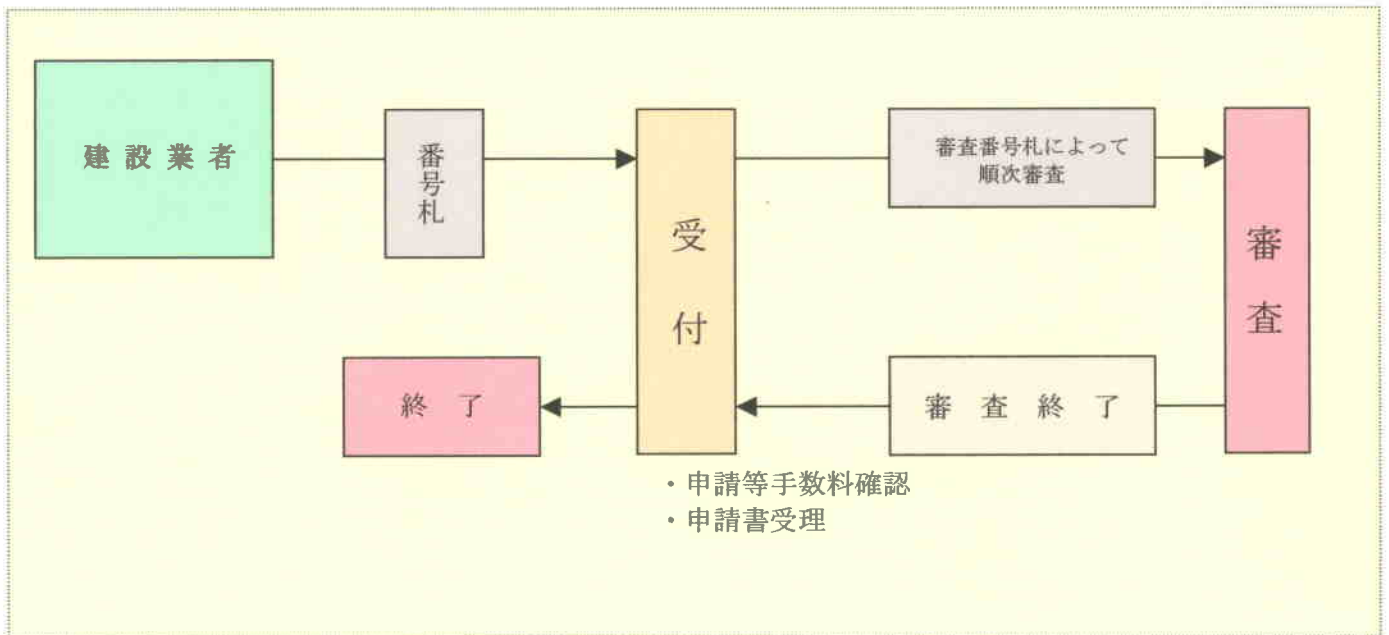 建設業者
番号札
受付
審査番号札によって
順次審査
審査
終了
審査終了
・申請等手数料確認
・申請書受理